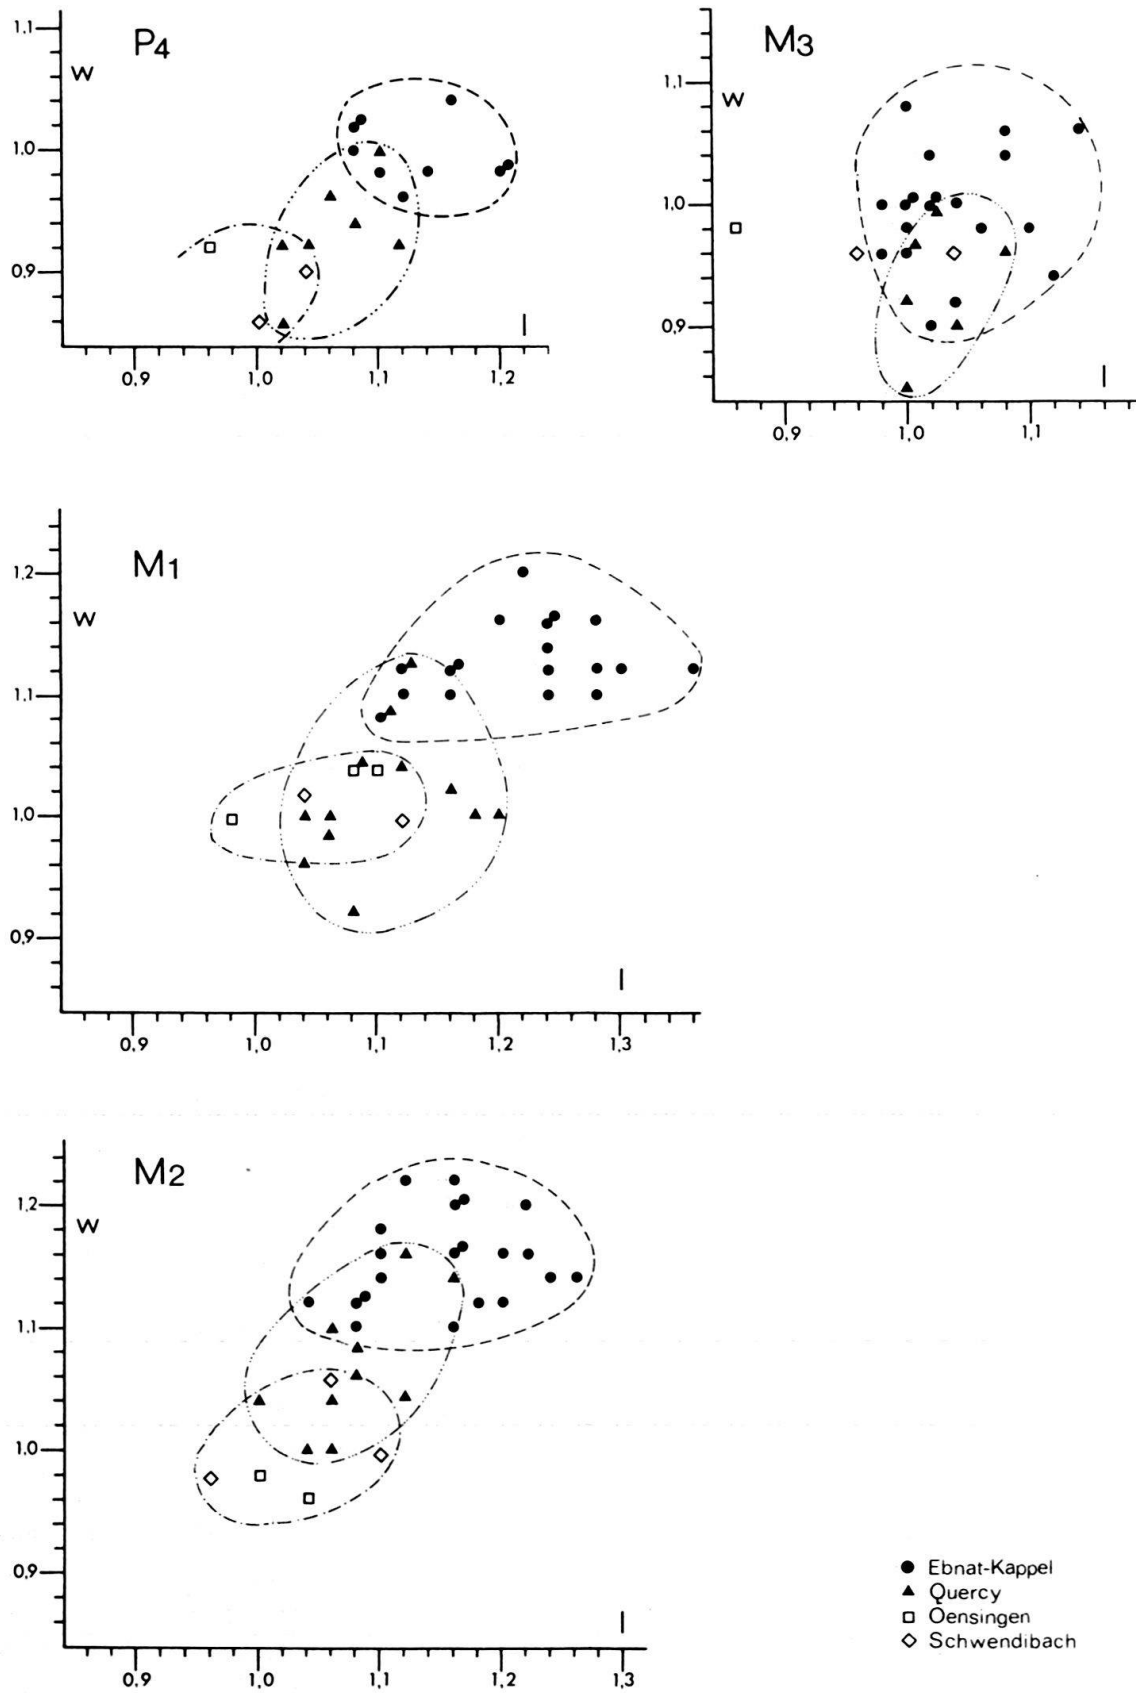 P4
1,1
W
1,0
0,9
l
0,9 1,0 1,1 1,2
M3
1,1
W
1,0
0,9
l
0,9 1,0 1,1
M1
1,2
W
1,1
1,0
0,9
l
0,9 1,0 1,1 1,2 1,3
M2
1,2
W
1,1
1,0
0,9
l
0,9 1,0 1,1 1,2 1,3
Ebnat-Kappel
Quercy
Oensingen
Schwendibach